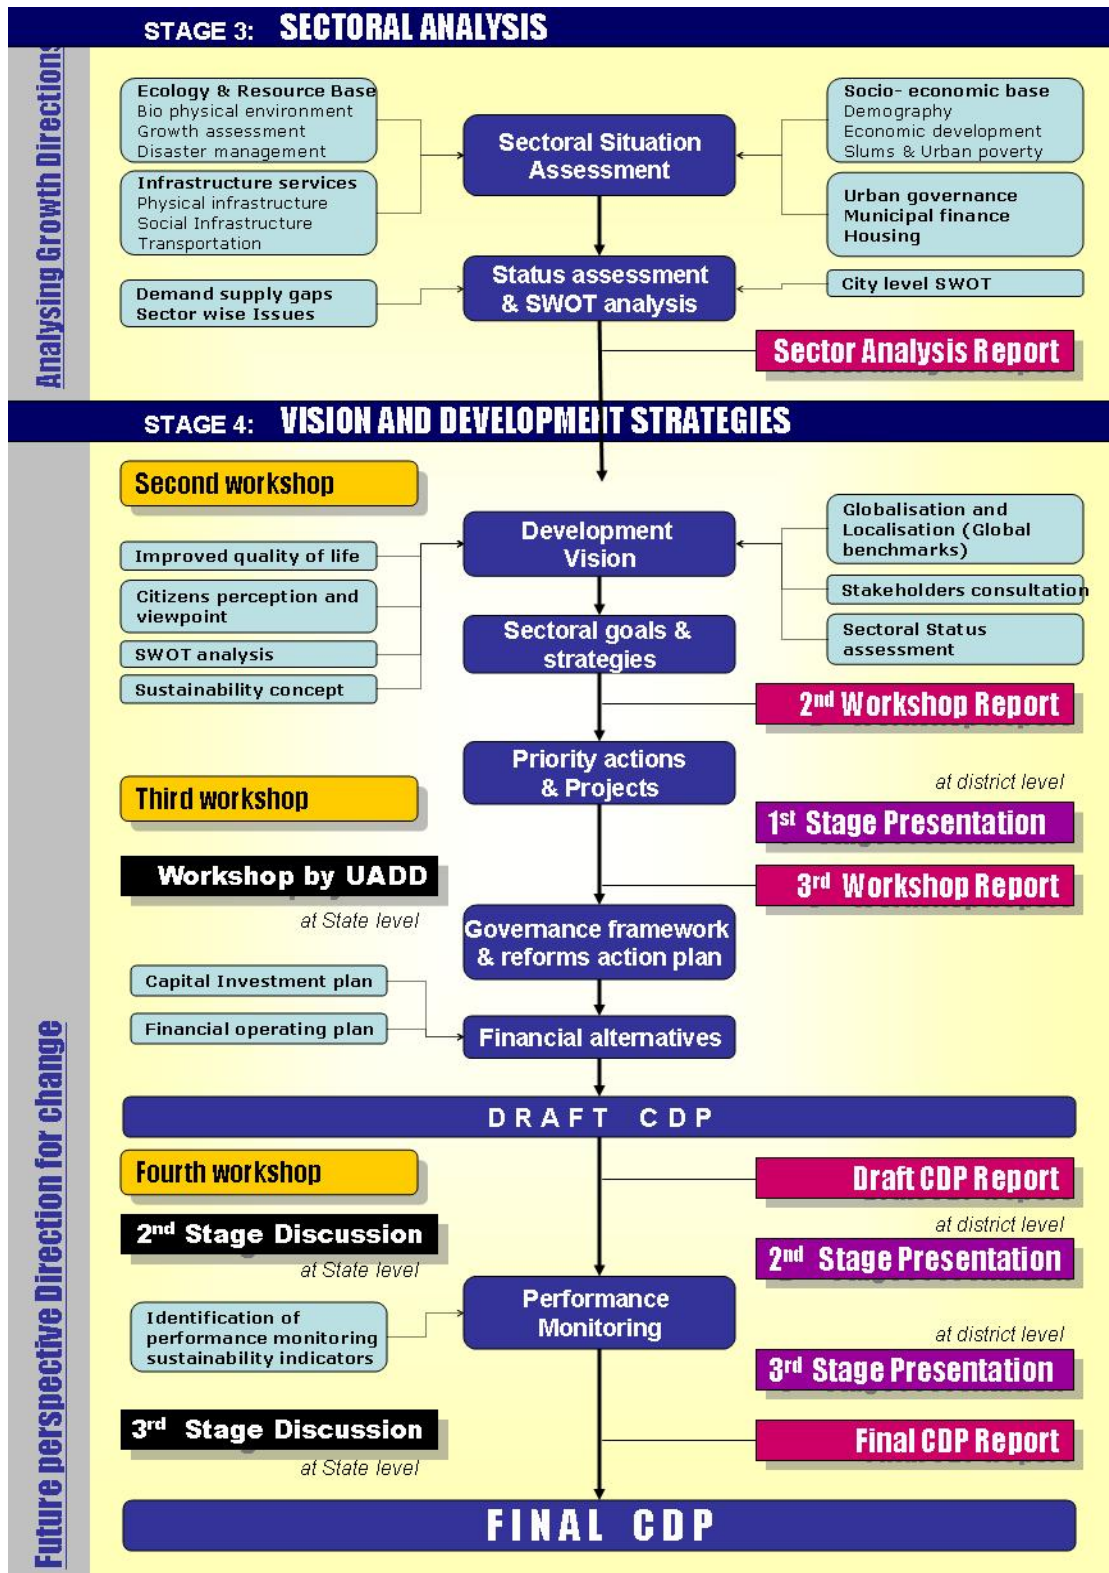 STAGE 3: SECTORAL ANALYSIS
Analysing Growth Directions
Ecology & Resource Base
Bio physical environment
Growth assessment
Disaster management
Infrastructure services
Physical infrastructure
Social Infrastructure
Transportation
Sectoral Situation
Assessment
Socio- economic base
Demography
Economic development
Slums & Urban poverty
Urban governance
Municipal finance
Housing
Demand supply gaps
Sector wise Issues
Status assessment
& SWOT analysis
City level SWOT
Sector Analysis Report
STAGE 4: VISION AND DEVELOPMENT STRATEGIES
Future perspective Direction for change
Second workshop
Improved quality of life
Citizens perception and
viewpoint
SWOT analysis
Sustainability concept
Development
Vision
Globalisation and
Localisation (Global
benchmarks)
Stakeholders consultation
Sectoral Status
assessment
Sectoral goals &
strategies
2nd Workshop Report
Priority actions
& Projects
Third workshop
at district level
1st Stage Presentation
Workshop by UADD
at State level
3rd Workshop Report
Governance framework
& reforms action plan
Capital Investment plan
Financial operating plan
Financial alternatives
DRAFT CDP
Fourth workshop
Draft CDP Report
2nd Stage Discussion
at State level
at district level
2nd Stage Presentation
Identification of
performance monitoring
sustainability indicators
Performance
Monitoring
at district level
3rd Stage Presentation
3rd Stage Discussion
at State level
Final CDP Report
FINAL CDP